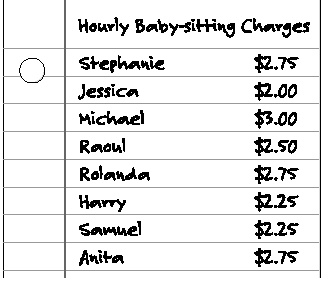 Hourly Baby-sitting Charges
Stephanie $2.75
Jessica $2.00
Michael $3.00
Raoul $2.50
Rolanda $2.75
Harry $2.25
Samuel $2.25
Anita $2.75